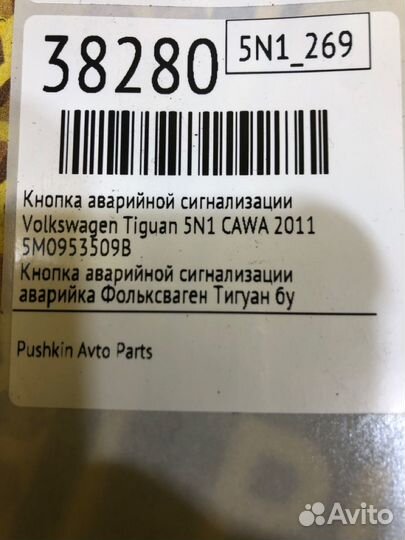 38280
5N1_269
Кнопка аварийной сигнализации
Volkswagen Tiguan 5N1 CAWA 2011
5M0953509B
Кнопка аварийной сигнализации
аварийка Фольксваген Тигуан бу
Pushkin Avto Parts
Avito